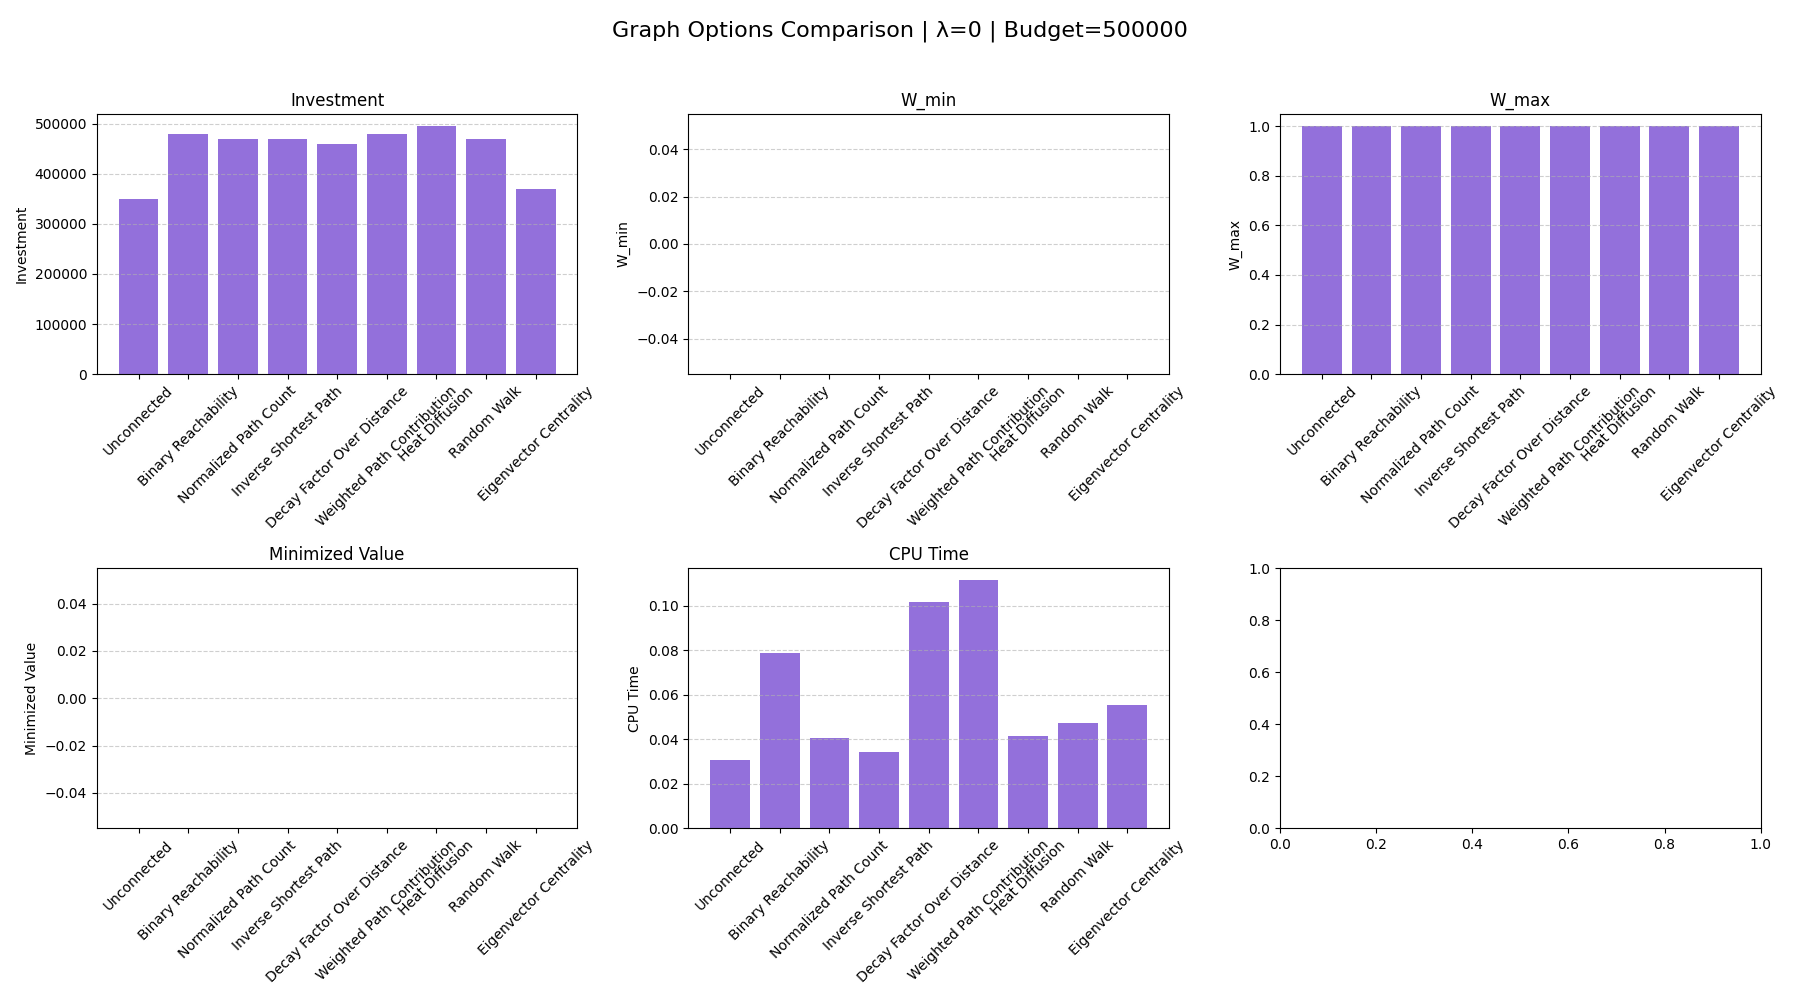 Graph Options Comparison | λ=0 | Budget=500000
Investment
Investment
500000
400000
300000
200000
100000
0
Unconnected
Binary Reachability
Normalized Path Count
Inverse Shortest Path
Decay Factor Over Distance
Weighted Path Contribution
Heat Diffusion
Random Walk
Eigenvector Centrality
W_min
W_min
0.04
0.02
0.00
−0.02
−0.04
Unconnected
Binary Reachability
Normalized Path Count
Inverse Shortest Path
Decay Factor Over Distance
Weighted Path Contribution
Heat Diffusion
Random Walk
Eigenvector Centrality
W_max
W_max
1.0
0.8
0.6
0.4
0.2
0.0
Unconnected
Binary Reachability
Normalized Path Count
Inverse Shortest Path
Decay Factor Over Distance
Weighted Path Contribution
Heat Diffusion
Random Walk
Eigenvector Centrality
Minimized Value
Minimized Value
0.04
0.02
0.00
−0.02
−0.04
Unconnected
Binary Reachability
Normalized Path Count
Inverse Shortest Path
Decay Factor Over Distance
Weighted Path Contribution
Heat Diffusion
Random Walk
Eigenvector Centrality
CPU Time
CPU Time
0.10
0.08
0.06
0.04
0.02
0.00
Unconnected
Binary Reachability
Normalized Path Count
Inverse Shortest Path
Decay Factor Over Distance
Weighted Path Contribution
Heat Diffusion
Random Walk
Eigenvector Centrality
1.0
0.8
0.6
0.4
0.2
0.0
0.0 0.2 0.4 0.6 0.8 1.0